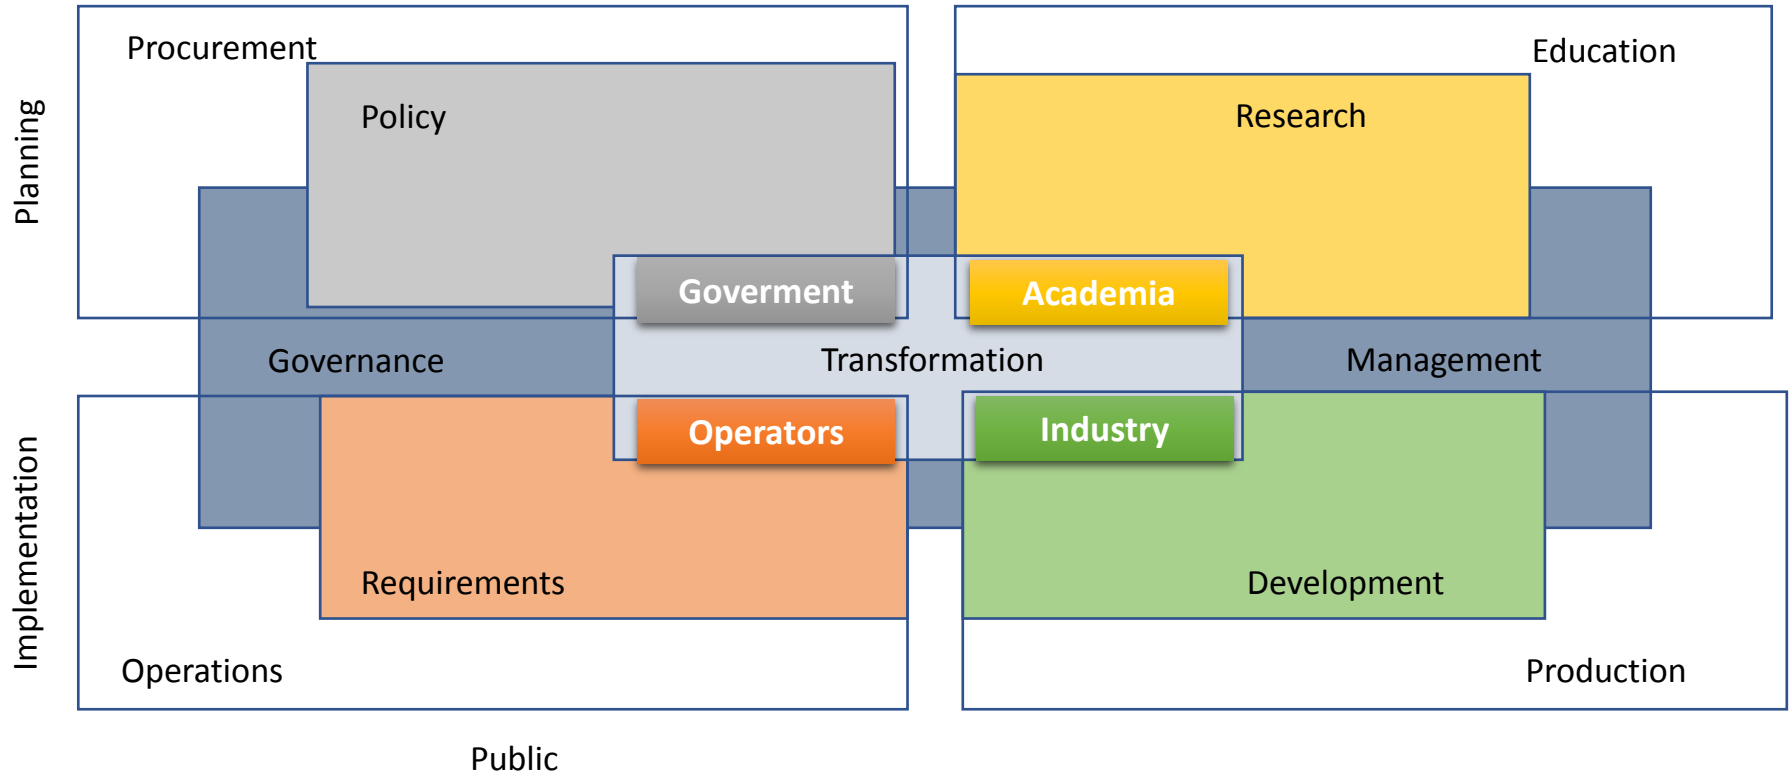 Procurement
Education
Policy
Research
Planning
Goverment
Academia
Governance
Transformation
Management
Operators
Industry
Implementation
Requirements
Development
Operations
Production
Public